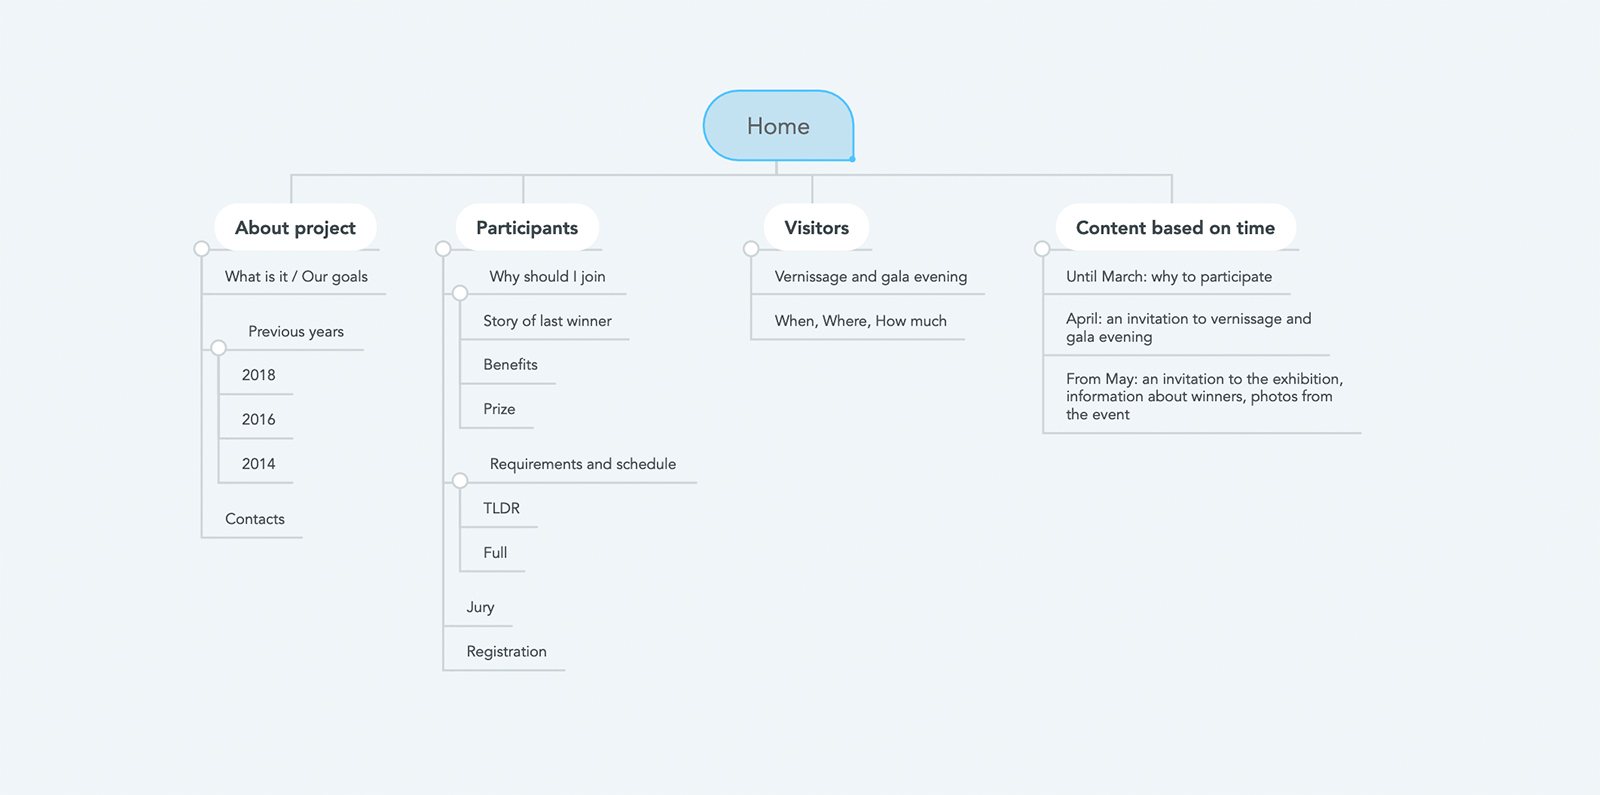 Home
About project
What is it / Our goals
Previous years
2018
2016
2014
Contacts
Participants
Why should I join
Story of last winner
Benefits
Prize
Requirements and schedule
TLDR
Full
Jury
Registration
Visitors
Vernissage and gala evening
When, Where, How much
Content based on time
Until March: why to participate
April: an invitation to vernissage and
gala evening
From May: an invitation to the exhibition,
information about winners, photos from
the event